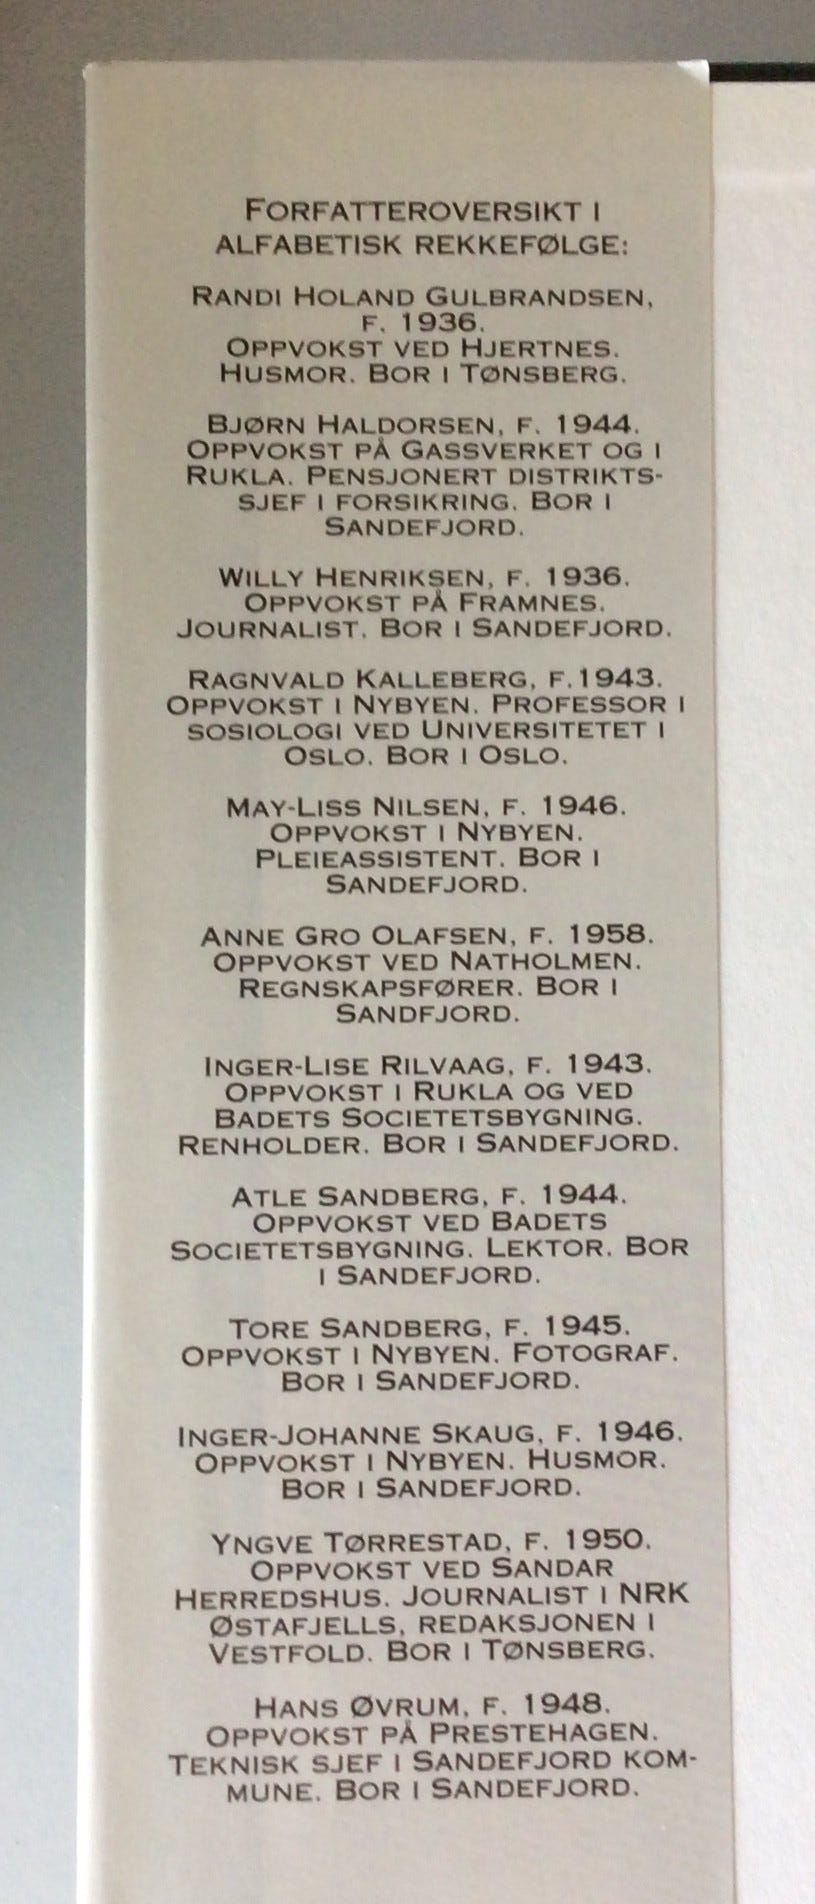 FORFATTEROVERSIKT I
ALFABETISK REKKEFØLGE:
RANDI HOLAND GULBRANDSEN,
F. 1936.
OPPVOKST VED HJERTNES.
HUSMOR. BOR I TØNSBERG.
BJØRN HALDORSEN, F. 1944.
OPPVOKST PÅ GASSVERKET OG I
RUKLA. PENSJONERT DISTRIKTS-
SJEF I FORSIKRING. BOR I
SANDEFJORD.
WILLY HENRIKSEN, F. 1936.
OPPVOKST PÅ FRAMNES.
JOURNALIST. BOR I SANDEFJORD.
RAGNVALD KALLEBERG, F.1943.
OPPVOKST I NYBYEN. PROFESSOR I
SOSIOLOGI VED UNIVERSITETET I
OSLO. BOR I OSLO.
MAY-LISS NILSEN, F. 1946.
OPPVOKST I NYBYEN.
PLEIEASSISTENT. BOR I
SANDEFJORD.
ANNE GRO OLAFSEN, F. 1958.
OPPVOKST VED NATHOLMEN.
REGNSKAPSFØRER. BOR I
SANDFJORD.
INGER-LISE RILVAAG, F. 1943.
OPPVOKST I RUKLA OG VED
BADETS SOCIETETSBYGNING.
RENHOLDER. BOR I SANDEFJORD.
ATLE SANDBERG, F. 1944.
OPPVOKST VED BADETS
SOCIETETSBYGNING. LEKTOR. BOR
I SANDEFJORD.
TORE SANDBERG, F. 1945.
OPPVOKST I NYBYEN. FOTOGRAF.
BOR I SANDEFJORD.
INGER-JOHANNE SKAUG, F. 1946.
OPPVOKST I NYBYEN. HUSMOR.
BOR I SANDEFJORD.
YNGVE TØRRESTAD, F. 1950.
OPPVOKST VED SANDAR
HERREDSHUS. JOURNALIST I NRK
ØSTAFJELLS, REDAKSJONEN I
VESTFOLD. BOR I TØNSBERG.
HANS ØVRUM, F. 1948.
OPPVOKST PÅ PRESTEHAGEN.
TEKNISK SJEF I SANDEFJORD KOM-
MUNE. BOR I SANDEFJORD.